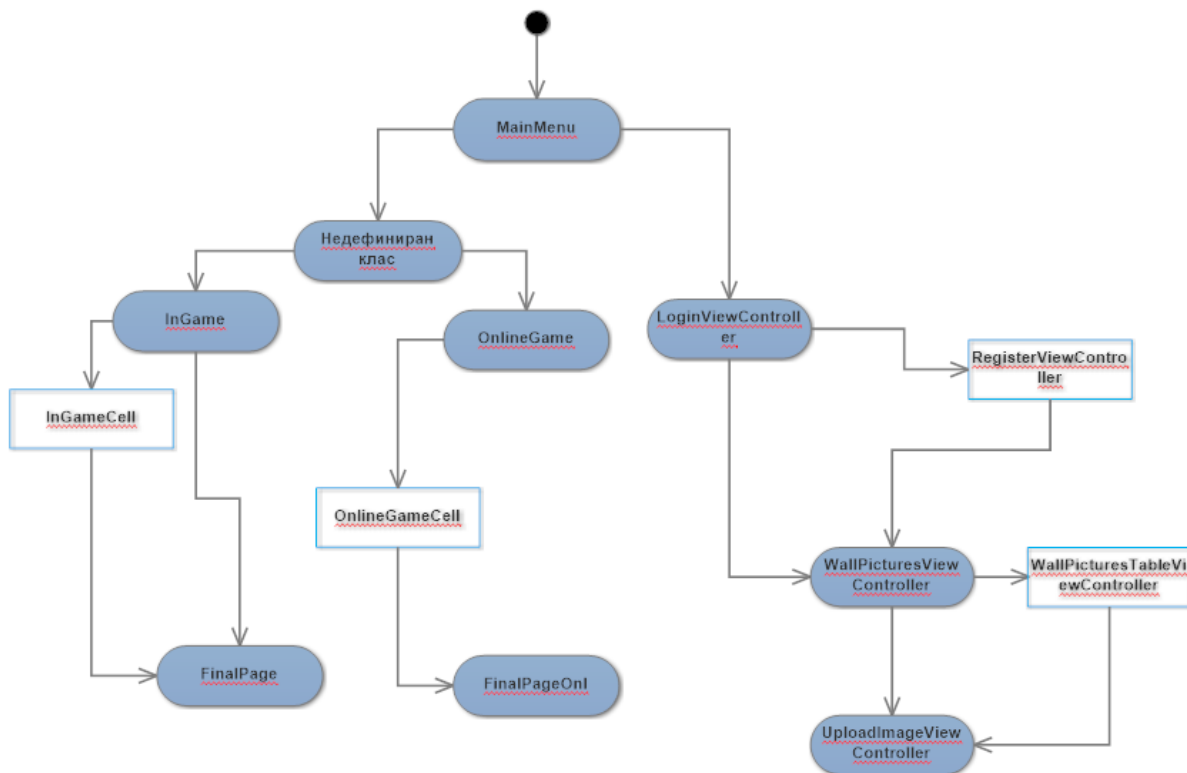 MainMenu
Недефиниран
клас
InGame
OnlineGame
LoginViewControll
er
RegisterViewContro
ller
InGameCell
OnlineGameCell
WallPicturesView
Controller
WallPicturesTableVi
ewController
FinalPage
FinalPageOnl
UploadImageView
Controller